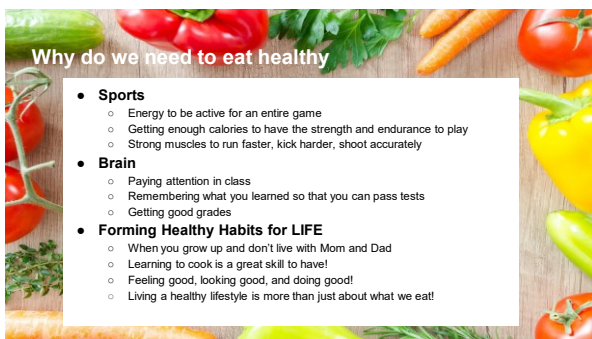 Why do we need to eat healthy
● Sports
○ Energy to be active for an entire game
○ Getting enough calories to have the strength and endurance to play
○ Strong muscles to run faster, kick harder, shoot accurately
● Brain
○ Paying attention in class
○ Remembering what you learned so that you can pass tests
○ Getting good grades
● Forming Healthy Habits for LIFE
○ When you grow up and don’t live with Mom and Dad
○ Learning to cook is a great skill to have!
○ Feeling good, looking good, and doing good!
○ Living a healthy lifestyle is more than just about what we eat!